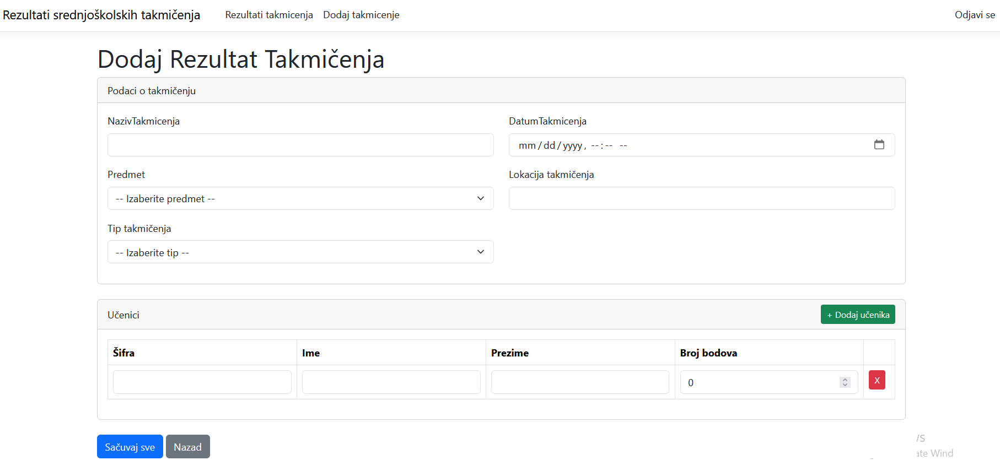 Rezultati srednjoškolskih takmičenja Rezultati takmicenja Dodaj takmicenje Odjavi se
Dodaj Rezultat Takmičenja
Podaci o takmičenju
NazivTakmicenja DatumTakmicenja
mm/dd/yyyy, --:-- --
Predmet Lokacija takmičenja
-- Izaberite predmet --
Tip takmičenja
-- Izaberite tip --
Učenici + Dodaj učenika
Šifra Ime Prezime Broj bodova
0 X
Sačuvaj sve Nazad
Wind